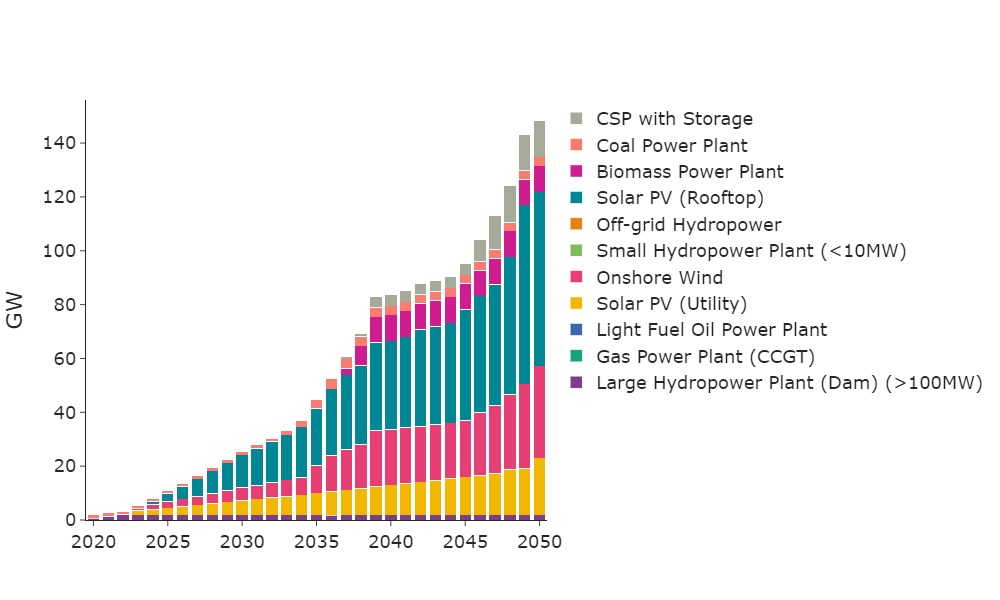 140
120
100
80
60
40
20
0
GW
2020 2025 2030 2035 2040 2045 2050
CSP with Storage
Coal Power Plant
Biomass Power Plant
Solar PV (Rooftop)
Off-grid Hydropower
Small Hydropower Plant (<10MW)
Onshore Wind
Solar PV (Utility)
Light Fuel Oil Power Plant
Gas Power Plant (CCGT)
Large Hydropower Plant (Dam) (>100MW)